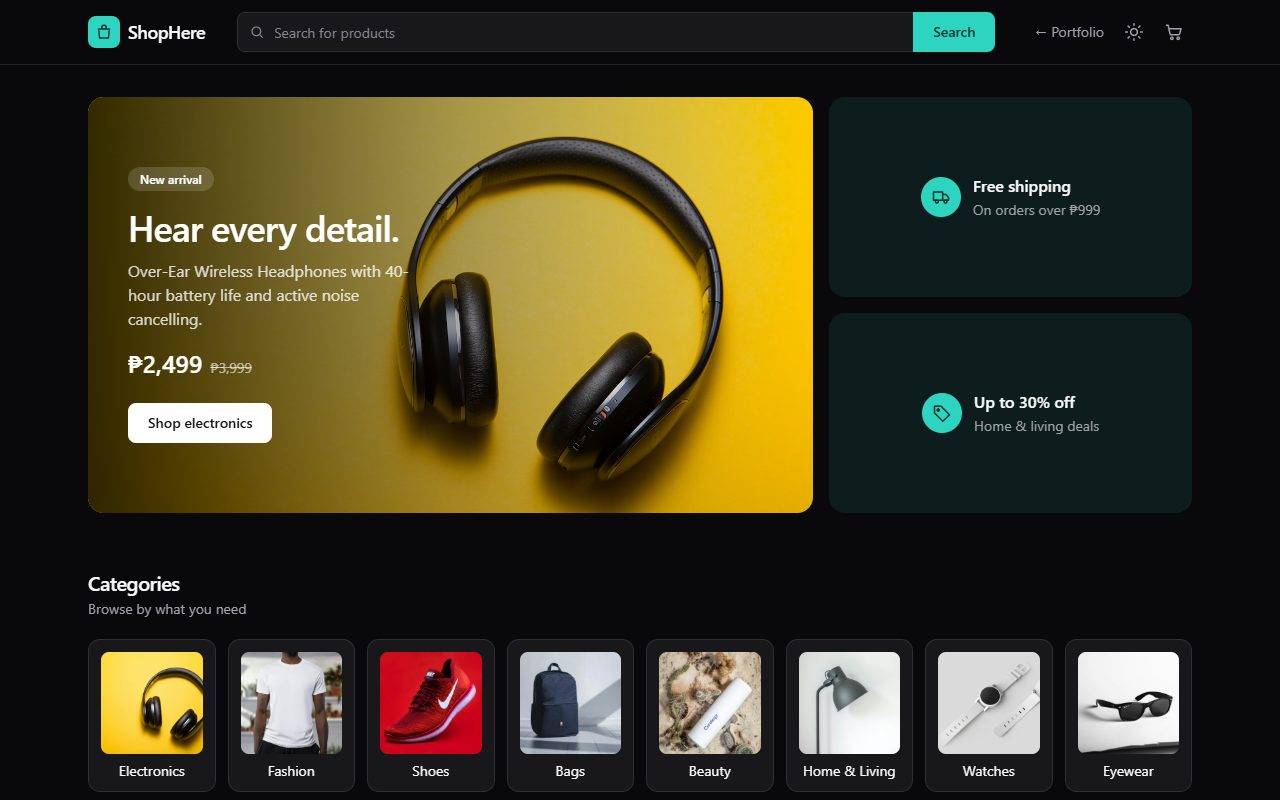 ShopHere
Search for products
Search
← Portfolio
New arrival
Hear every detail.
Over-Ear Wireless Headphones with 40-
hour battery life and active noise
cancelling.
₱2,499 ₱3,999
Shop electronics
Free shipping
On orders over ₱999
Up to 30% off
Home & living deals
Categories
Browse by what you need
Electronics
Fashion
Shoes
Bags
Beauty
Home & Living
Watches
Eyewear